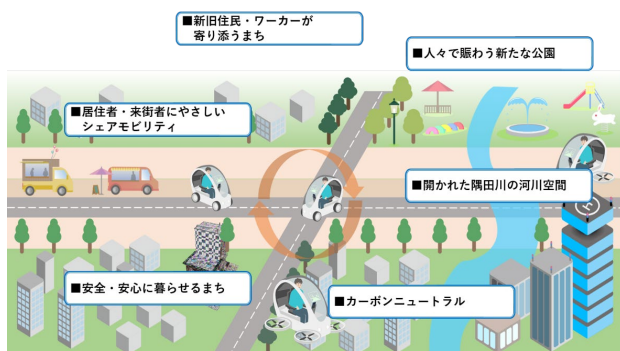 ■新旧住民・ワーカーが
寄り添うまち
■人々で賑わう新たな公園
■居住者・来街者にやさしい
シェアモビリティ
■開かれた隅田川の河川空間
■安全・安心に暮らせるまち
■カーボンニュートラル
H